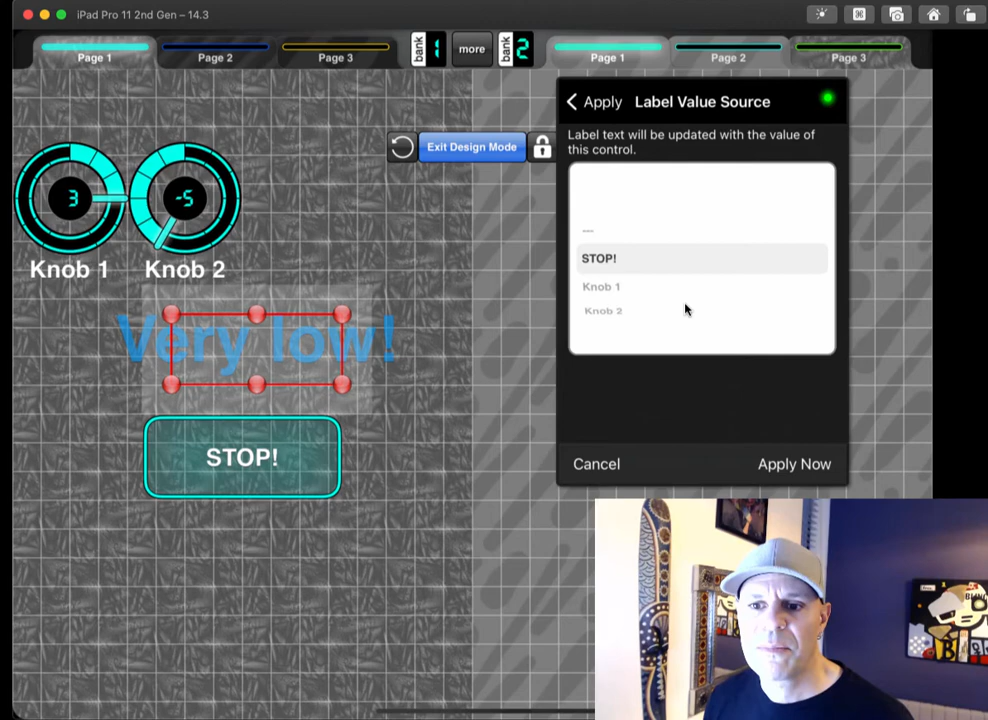 iPad Pro 11 2nd Gen – 14.3
Page 1
Page 2
Page 3
bank
1
more
bank
2
Page 1
Page 2
Page 3
Apply
Label Value Source
Label text will be updated with the value of
this control.
Exit Design Mode
---
STOP!
Knob 1
Knob 2
3
-5
Knob 1
Knob 2
Very low!
STOP!
Cancel
Apply Now